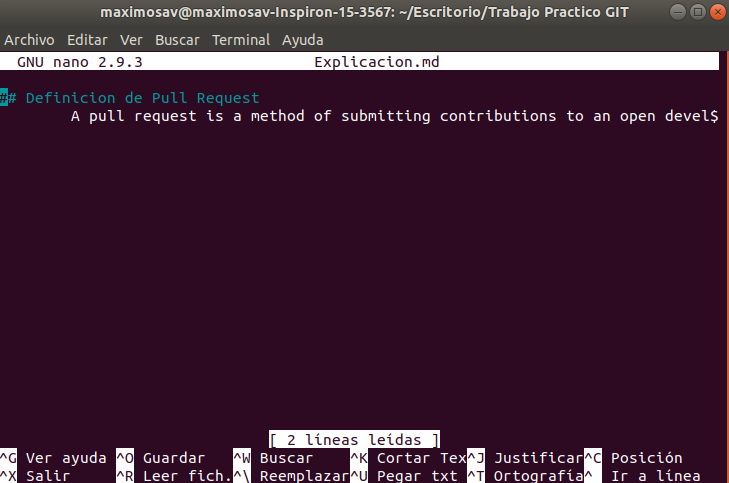 maximosav@maximosav-Inspiron-15-3567: ~/Escritorio/Trabajo Practico GIT
Archivo Editar Ver Buscar Terminal Ayuda
GNU nano 2.9.3 Explicacion.md
## Definicion de Pull Request
A pull request is a method of submitting contributions to an open devel$
[ 2 líneas leídas ]
^G Ver ayuda ^O Guardar ^W Buscar ^K Cortar Tex^J Justificar^C Posición
^X Salir ^R Leer fich.^\ Reemplazar^U Pegar txt ^T Ortografía^_ Ir a línea